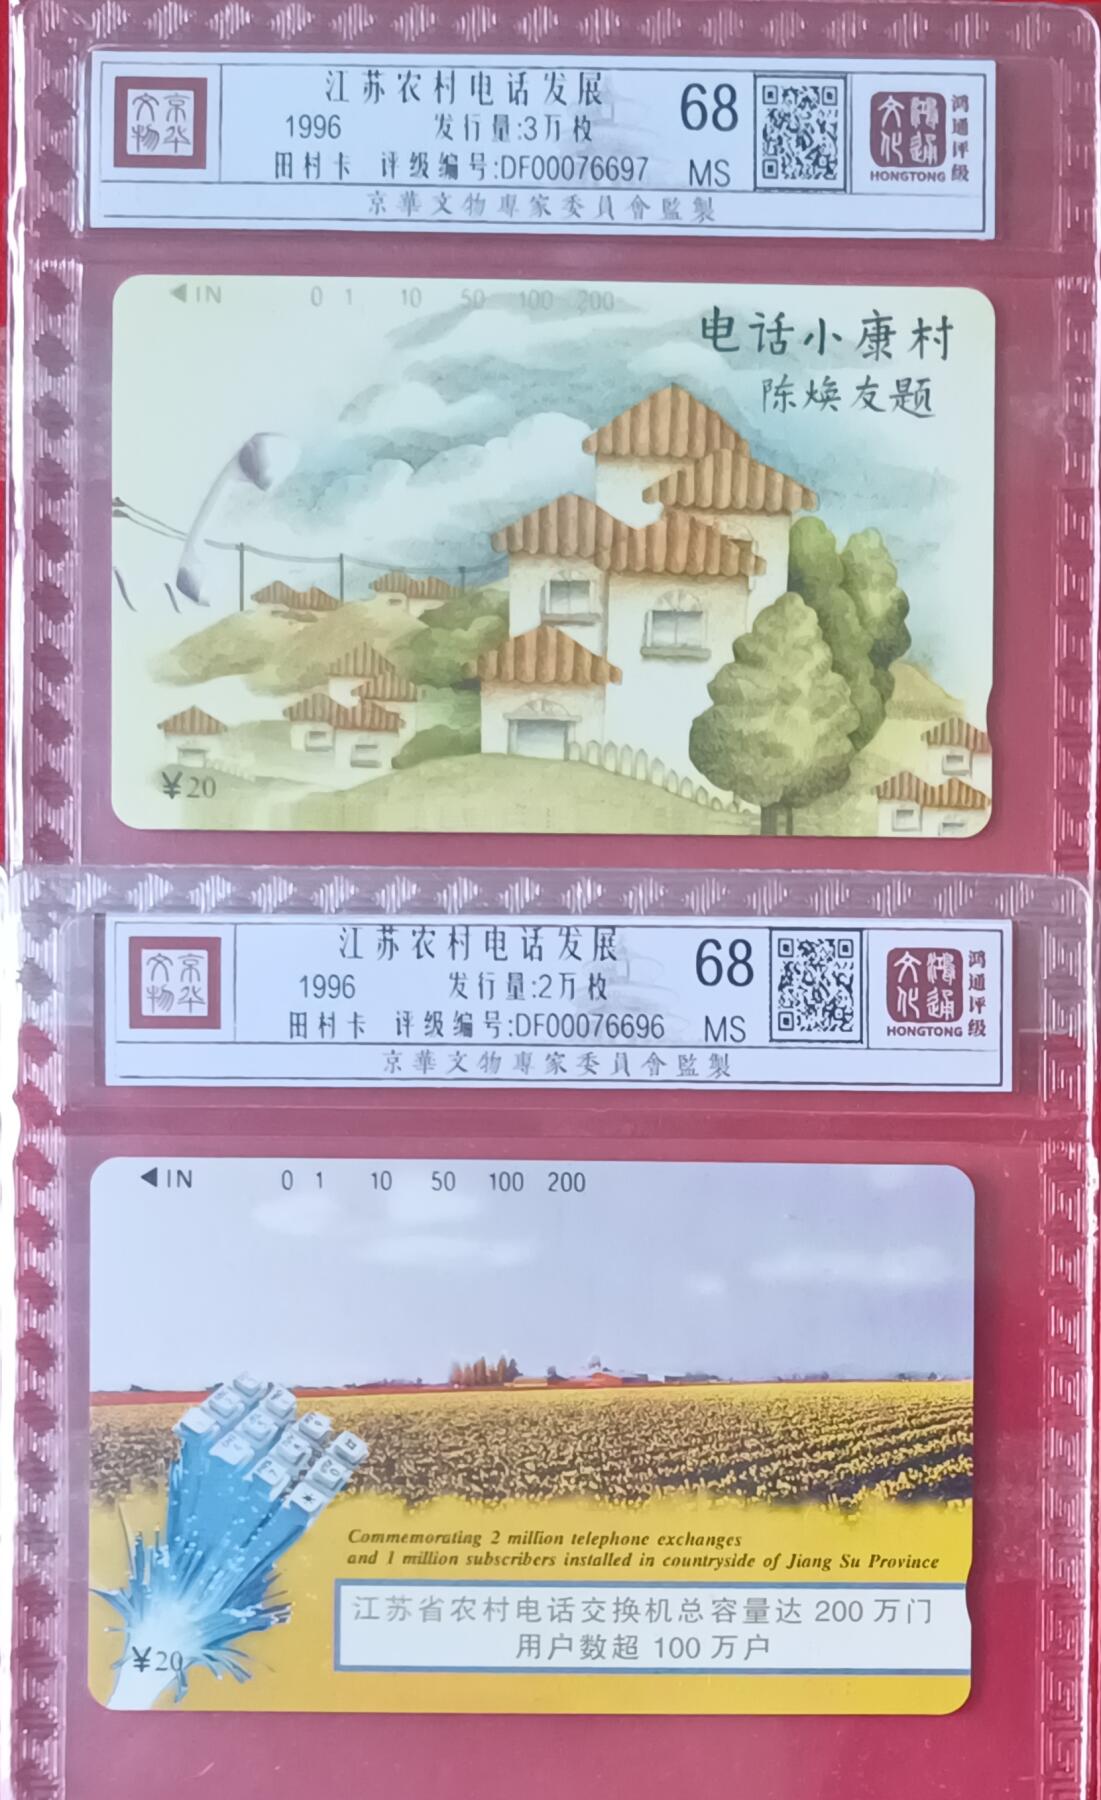 京华文物
江苏农村电话发展
1996 发行量:3万枚
田村卡 评级编号:DF00076697
68
MS
鸿通文化
HONGTONG
鸿通评级
京華文物專家委員會監製
◀IN 0 1 10 50 100 200
电话小康村
陈焕友题
¥20
京华文物
江苏农村电话发展
1996 发行量:2万枚
田村卡 评级编号:DF00076696
68
MS
鸿通文化
HONGTONG
鸿通评级
京華文物專家委員會監製
◀IN 0 1 10 50 100 200
Commemorating 2 million telephone exchanges
and 1 million subscribers installed in countryside of Jiang Su Province
江苏省农村电话交换机总容量达 200 万门
用户数超 100 万户
¥20